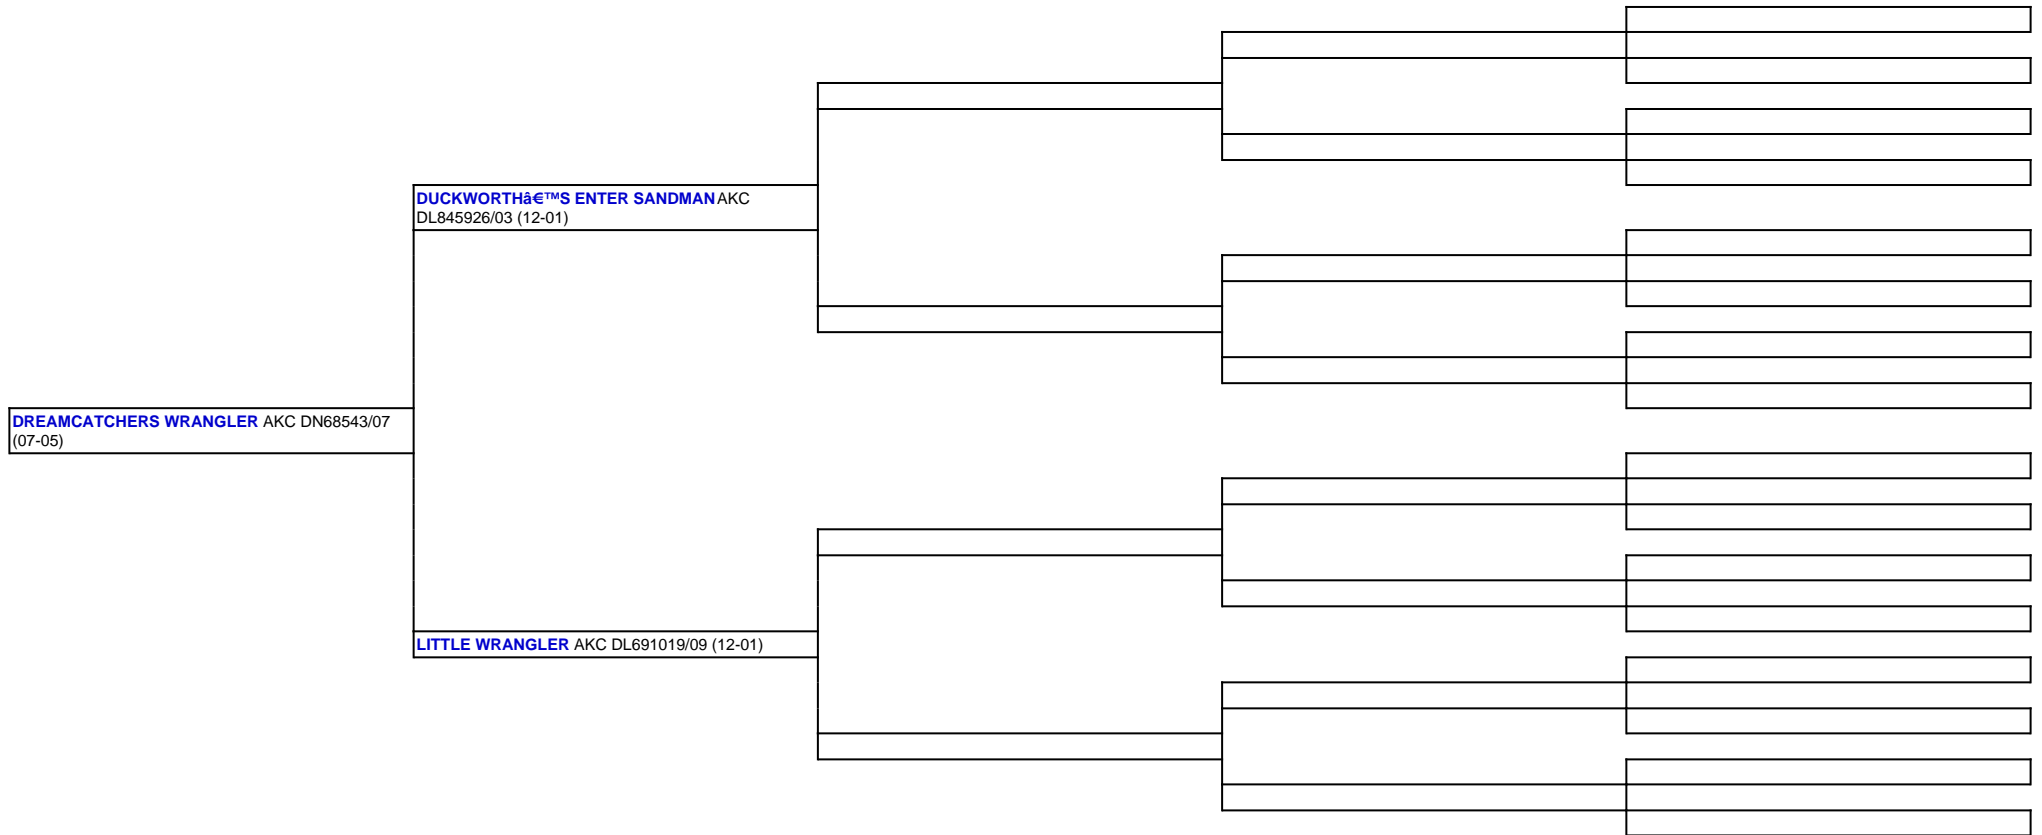 DUCKWORTHâ€™S ENTER SANDMAN AKC
DL845926/03 (12-01)
DREAMCATCHERS WRANGLER AKC DN68543/07
(07-05)
LITTLE WRANGLER AKC DL691019/09 (12-01)